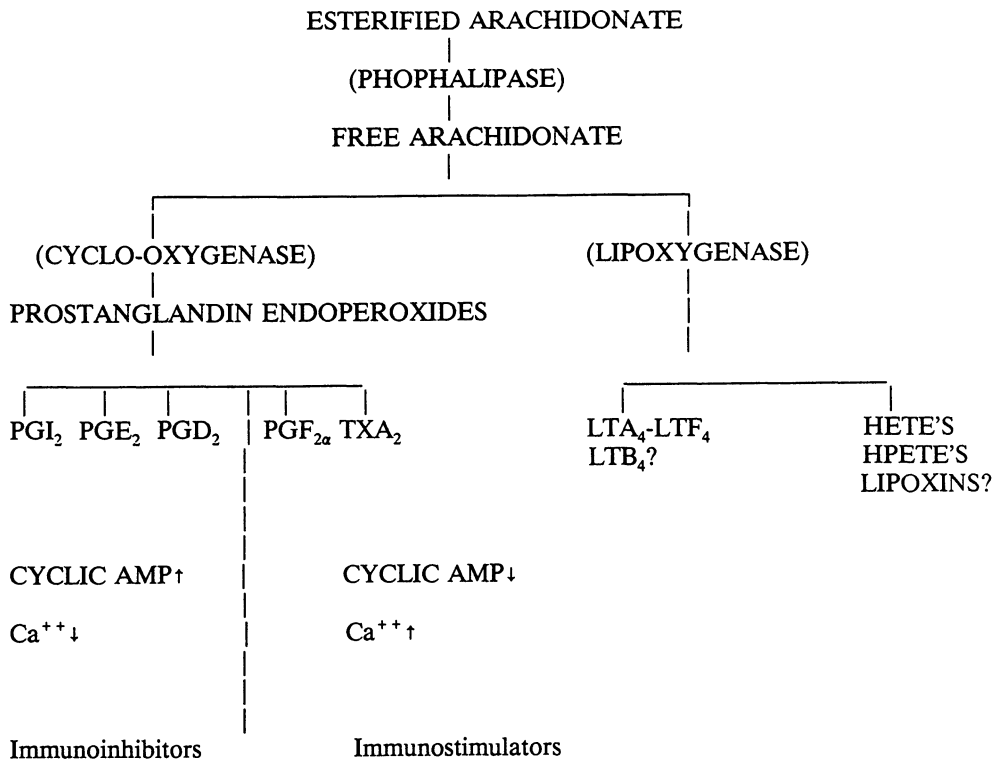 ESTERIFIED ARACHIDONATE
(PHOPHALIPASE)
FREE ARACHIDONATE
(CYCLO-OXYGENASE) (LIPOXYGENASE)
PROSTANGLANDIN ENDOPEROXIDES
PGI₂ PGE₂ PGD₂ PGF₂α TXA₂ LTA₄-LTF₄ HETE'S
LTB₄? HPETE'S
LIPOXINS?
CYCLIC AMP↑ CYCLIC AMP↓
Ca⁺⁺↓ Ca⁺⁺↑
Immunoinhibitors Immunostimulators